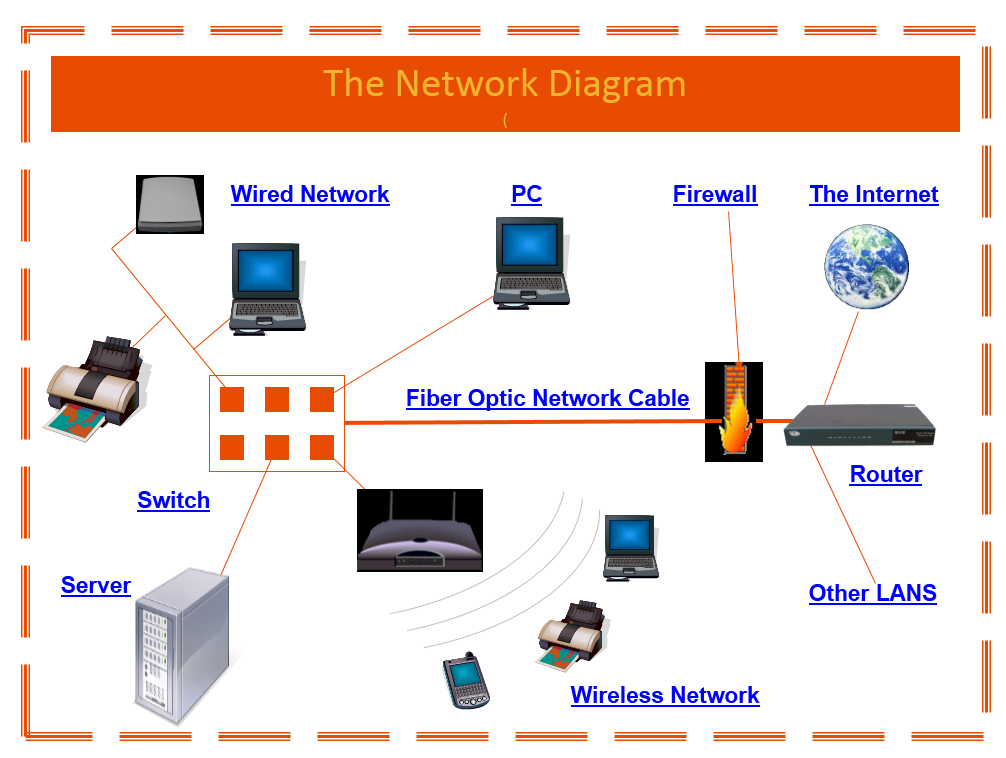 The Network Diagram
(
Wired Network
PC
Firewall
The Internet
Fiber Optic Network Cable
Router
Switch
Server
Other LANS
Wireless Network